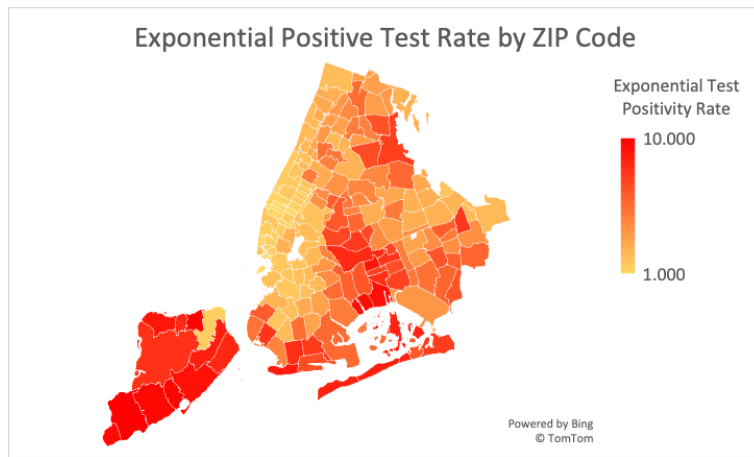 Exponential Positive Test Rate by ZIP Code
Exponential Test
Positivity Rate
10.000
1.000
Powered by Bing
© TomTom